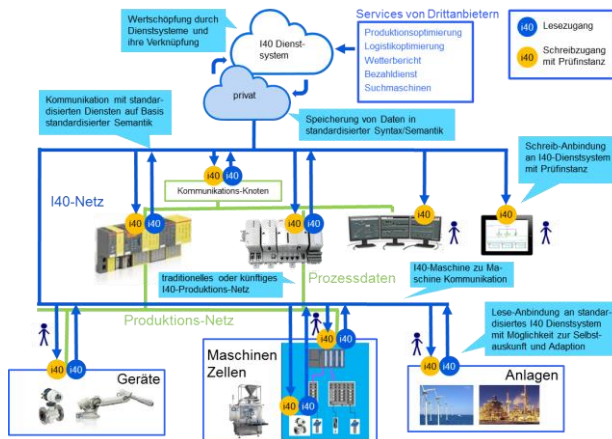 Wertschöpfung durch
Dienstsysteme und
ihre Verknüpfung
I40 Dienst-
system
privat
Services von Drittanbietern
Produktionsoptimierung
Logistikoptimierung
Wetterbericht
Bezahldienst
Suchmaschinen
i40
Lesezugang
i40
Schreibzugang
mit Prüfinstanz
Kommunikation mit standar-
disierten Diensten auf Basis
standardisierter Semantik
Speicherung von Daten in
standardisierter Syntax/Semantik
Schreib-Anbindung
an I40-Dienstsystem
mit Prüfinstanz
i40
i40
Kommunikations-Knoten
I40-Netz
i40
i40
i40
i40
i40
i40
traditionelles oder künftiges
I40-Produktions-Netz
Prozessdaten
I40-Maschine zu Ma-
schine Kommunikation
Produktions-Netz
Lese-Anbindung an standar-
disiertes I40 Dienstsystem
mit Möglichkeit zur Selbst-
auskunft und Adaption
i40
i40
Geräte
Maschinen
Zellen
i40
i40
i40
i40
i40
i40
Anlagen